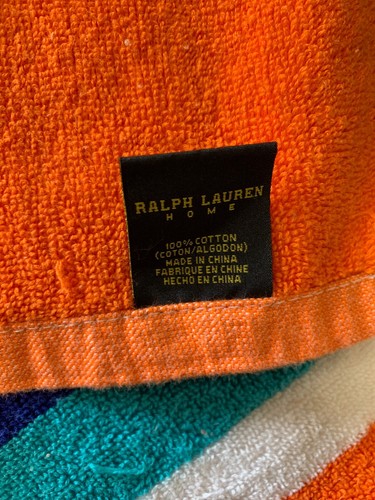 RALPH LAUREN
HOME
100% COTTON
(COTON/ALGODON)
MADE IN CHINA
FABRIQUE EN CHINE
HECHO EN CHINA